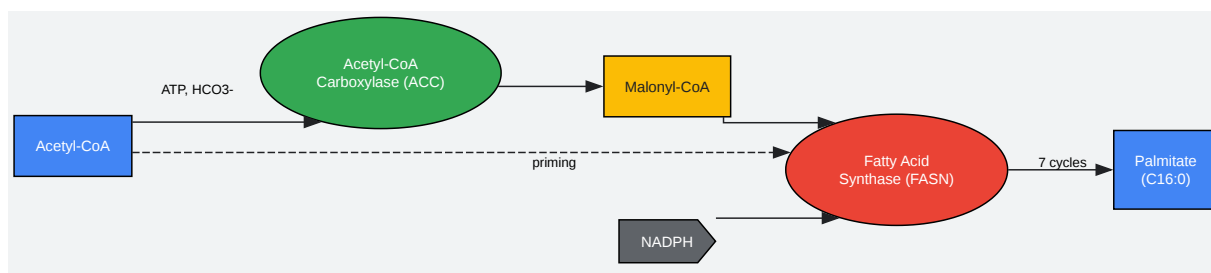 Acetyl-CoA
ATP, HCO3-
Acetyl-CoA
Carboxylase (ACC)
Malonyl-CoA
priming
NADPH
Fatty Acid
Synthase (FASN)
7 cycles
Palmitate
(C16:0)